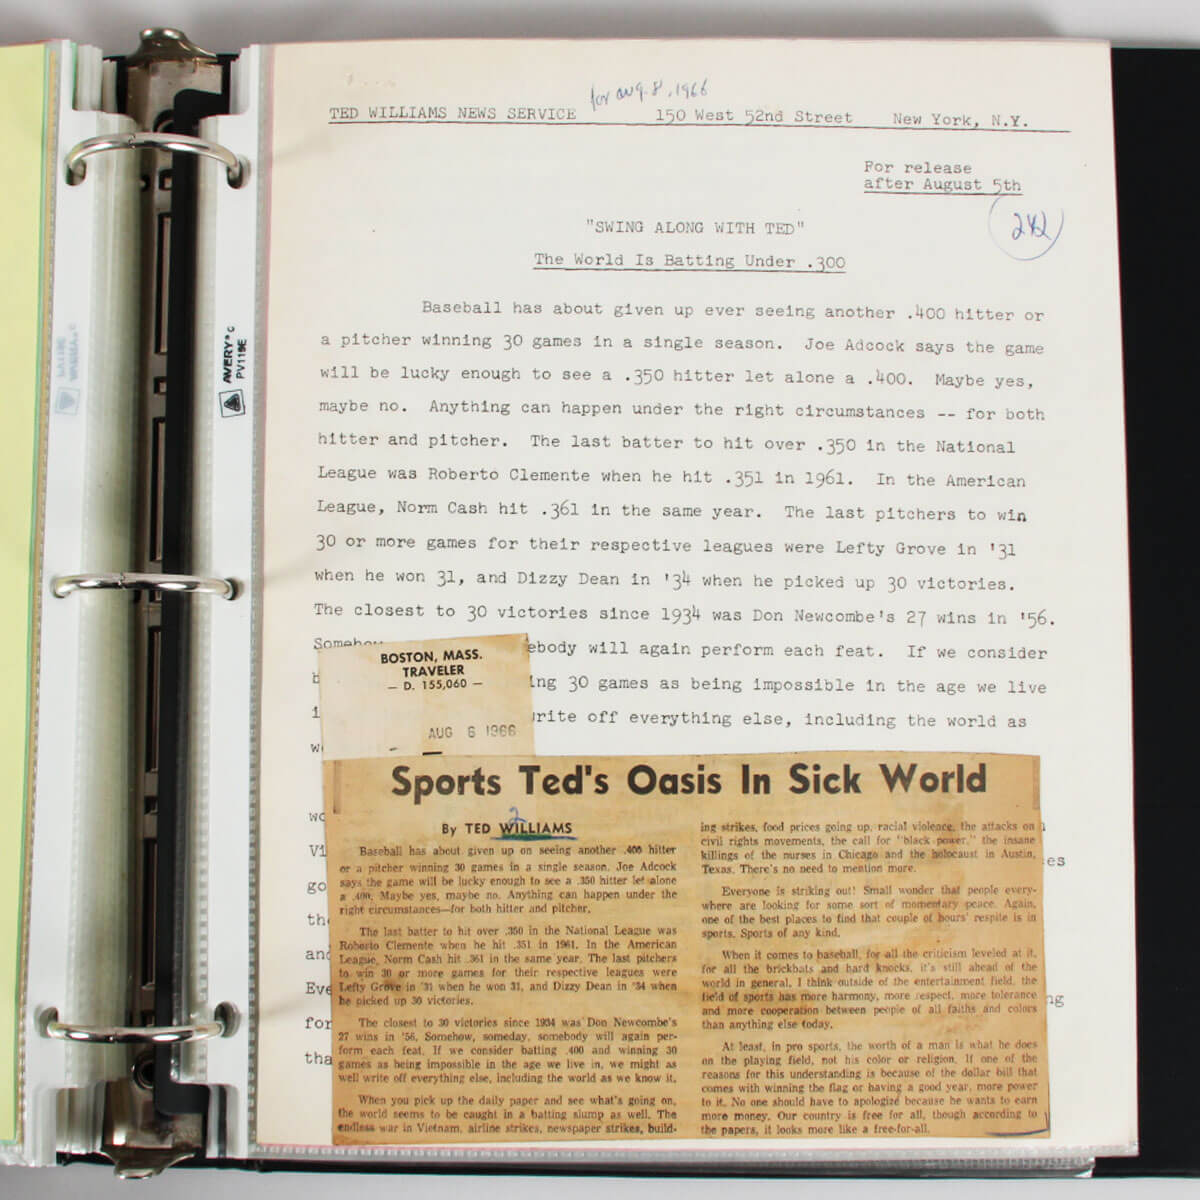 for aug. 8, 1966
TED WILLIAMS NEWS SERVICE 150 West 52nd Street New York, N.Y.
For release
after August 5th
242
"SWING ALONG WITH TED"
The World Is Batting Under .300
Baseball has about given up ever seeing another .400 hitter or
a pitcher winning 30 games in a single season. Joe Adcock says the game
will be lucky enough to see a .350 hitter let alone a .400. Maybe yes,
maybe no. Anything can happen under the right circumstances -- for both
hitter and pitcher. The last batter to hit over .350 in the National
League was Roberto Clemente when he hit .351 in 1961. In the American
League, Norm Cash hit .361 in the same year. The last pitchers to win
30 or more games for their respective leagues were Lefty Grove in '31
when he won 31, and Dizzy Dean in '34 when he picked up 30 victories.
The closest to 30 victories since 1934 was Don Newcombe's 27 wins in '56.
ebody will again perform each feat. If we consider
ing 30 games as being impossible in the age we live
write off everything else, including the world as
AVERY® C
PV119E
BOSTON, MASS.
TRAVELER
— D. 155,060 —
AUG 6 1966
Sports Ted's Oasis In Sick World
2
By TED WILLIAMS
Baseball has about given up on seeing another .400 hitter
or a pitcher winning 30 games in a single season. Joe Adcock
says the game will be lucky enough to see a .350 hitter let alone
a .400. Maybe yes, maybe no. Anything can happen under the
right circumstances—for both hitter and pitcher.
The last batter to hit over .350 in the National League was
Roberto Clemente when he hit .351 in 1961. In the American
League, Norm Cash hit .361 in the same year. The last pitchers
to win 30 or more games for their respective leagues were
Lefty Grove in '31 when he won 31, and Dizzy Dean in '34 when
he picked up 30 victories.
The closest to 30 victories since 1934 was Don Newcombe's
27 wins in '56. Somehow, someday, somebody will again per-
form each feat. If we consider batting .400 and winning 30
games as being impossible in the age we live in, we might as
well write off everything else, including the world as we know it.
When you pick up the daily paper and see what's going on,
the world seems to be caught in a batting slump as well. The
endless war in Vietnam, airline strikes, newspaper strikes, build-
ing strikes, food prices going up, racial violence, the attacks on
civil rights movements, the call for "black power," the insane
killings of the nurses in Chicago and the holocaust in Austin,
Texas. There's no need to mention more.
Everyone is striking out! Small wonder that people every-
where are looking for some sort of momentary peace. Again,
one of the best places to find that couple of hours' respite is in
sports. Sports of any kind.
When it comes to baseball, for all the criticism leveled at it,
for all the brickbats and hard knocks, it's still ahead of the
world in general. I think outside of the entertainment field, the
field of sports has more harmony, more respect, more tolerance
and more cooperation between people of all faiths and colors
than anything else today.
At least, in pro sports, the worth of a man is what he does
on the playing field, not his color or religion. If one of the
reasons for this understanding is because of the dollar bill that
comes with winning the flag or having a good year, more power
to it. No one should have to apologize because he wants to earn
more money. Our country is free for all, though according to
the papers, it looks more like a free-for-all.